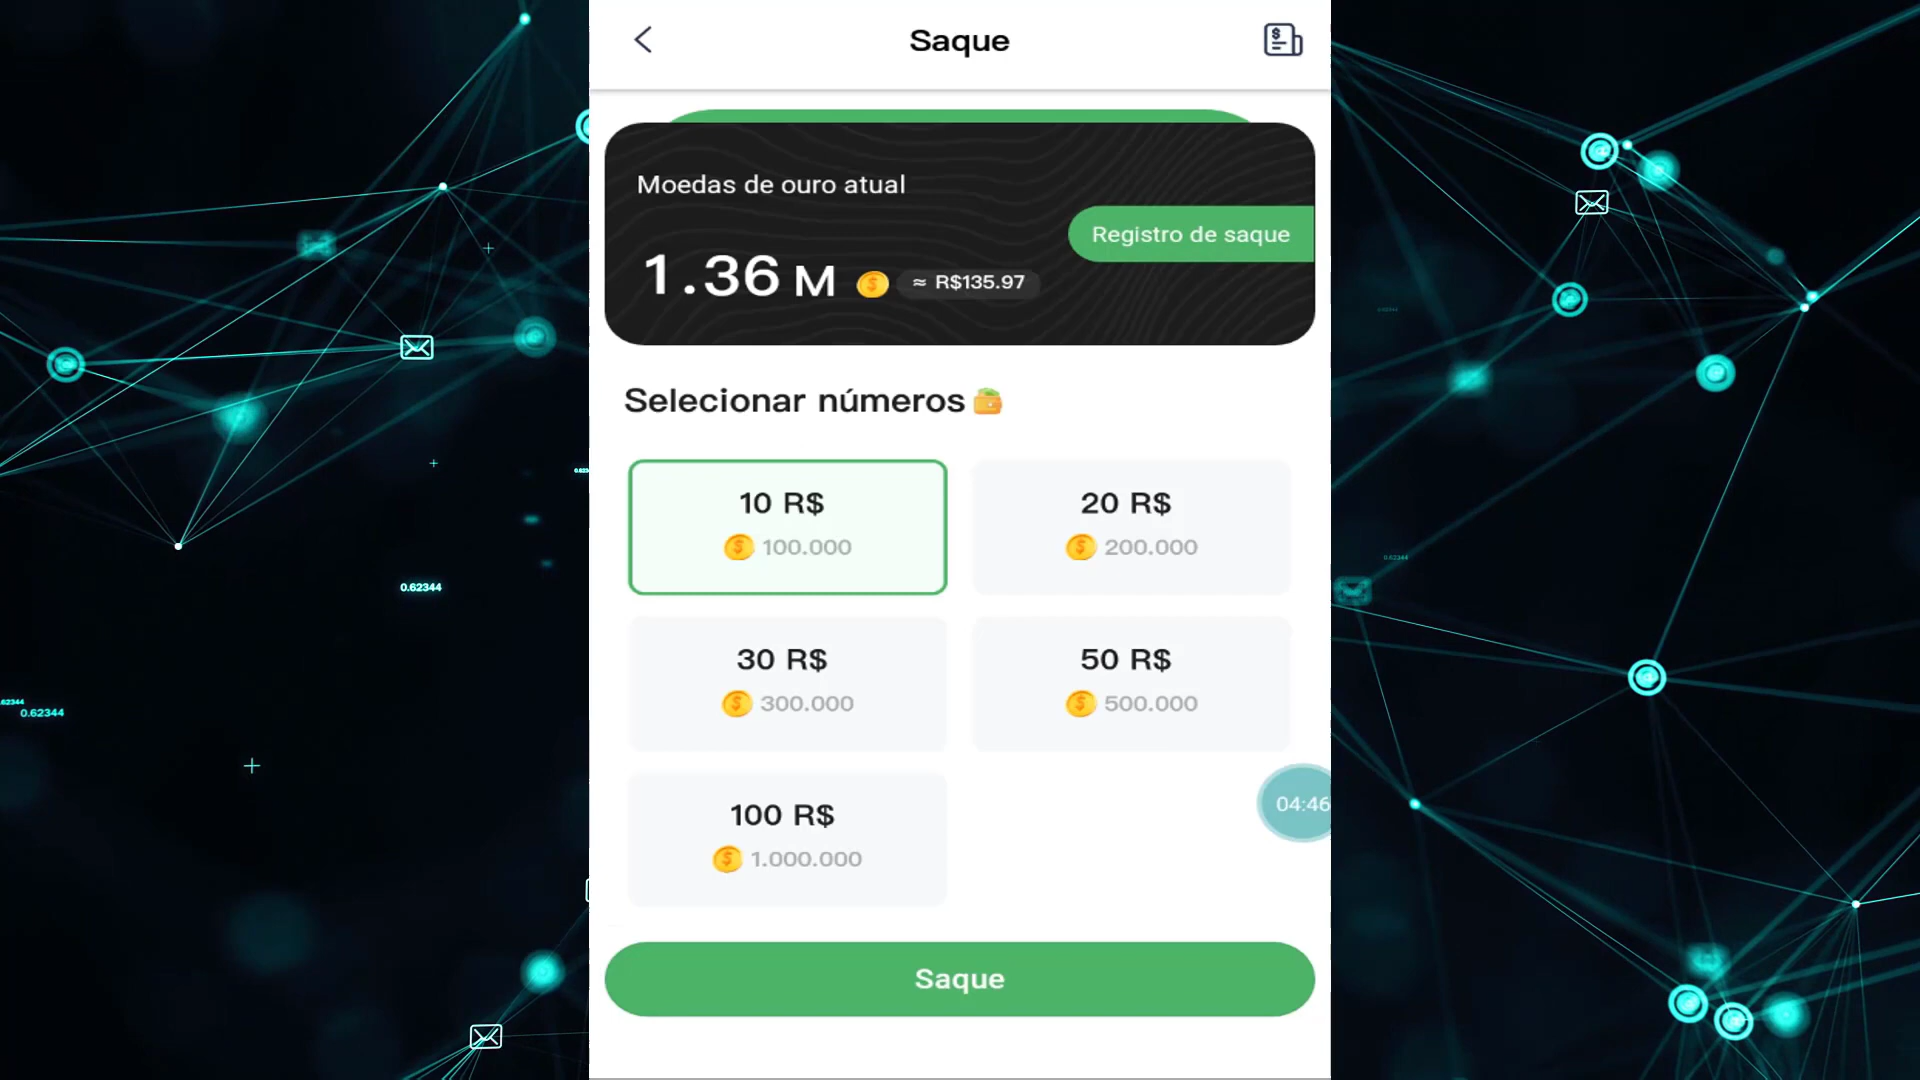 Saque
Moedas de ouro atual
Registro de saque
1.36 M ≈ R$135.97
Selecionar números
10 R$
100.000
20 R$
200.000
30 R$
300.000
50 R$
500.000
100 R$
1.000.000
04:46
Saque
0.62344
0.62344
0.62344